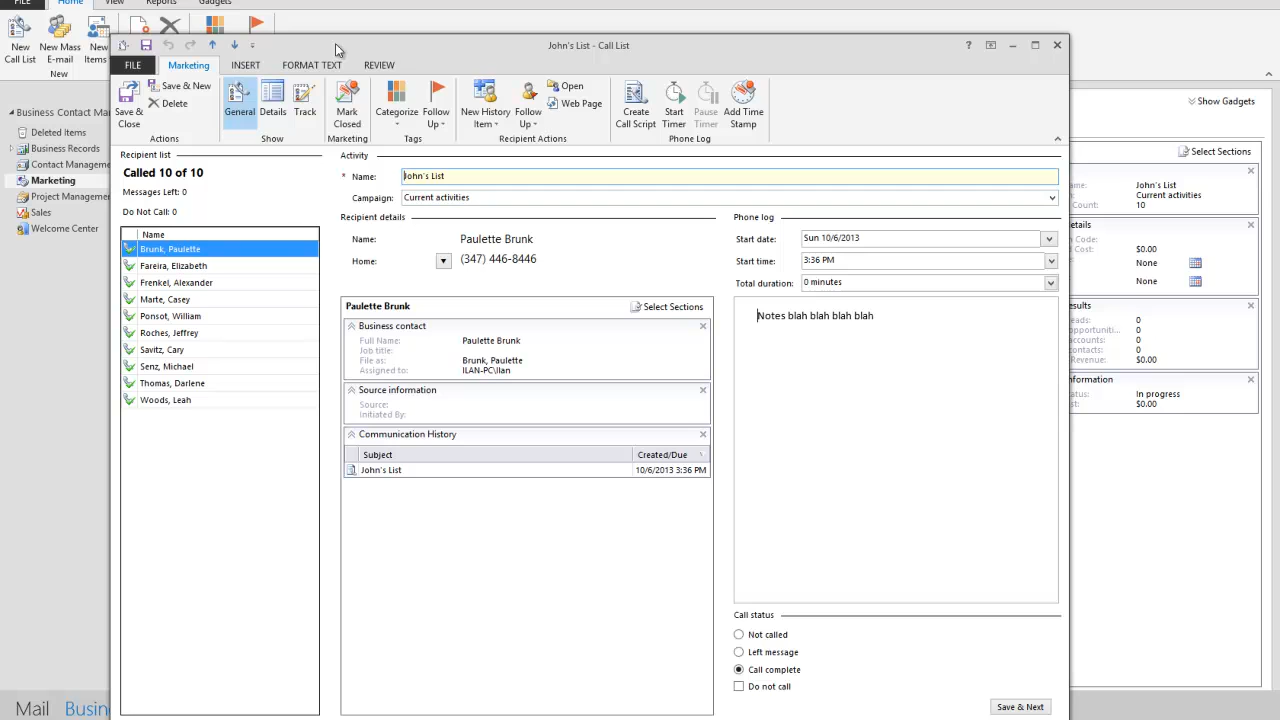 FILE Home View Reports Gadgets
New Call List
New Mass E-mail
New Items
New
John's List - Call List
?
FILE Marketing INSERT FORMAT TEXT REVIEW
Save & Close
Save & New
Delete
Actions
General
Details
Track
Show
Mark Closed
Marketing
Categorize
Follow Up
Tags
New History Item
Follow Up
Open
Web Page
Recipient Actions
Create Call Script
Start Timer
Pause Timer
Add Time Stamp
Phone Log
Business Contact Mar
Deleted Items
Business Records
Contact Manageme
Marketing
Project Manageme
Sales
Welcome Center
Mail Busin
Recipient list
Called 10 of 10
Messages Left: 0
Do Not Call: 0
Name
Brunk, Paulette
Fareira, Elizabeth
Frenkel, Alexander
Marte, Casey
Ponsot, William
Roches, Jeffrey
Savitz, Cary
Senz, Michael
Thomas, Darlene
Woods, Leah
Activity
* Name: John's List
Campaign: Current activities
Recipient details
Name: Paulette Brunk
Home: (347) 446-8446
Paulette Brunk Select Sections
Business contact
Full Name: Paulette Brunk
Job title:
File as: Brunk, Paulette
Assigned to: ILAN-PC\Ilan
Source information
Source:
Initiated By:
Communication History
Subject Created/Due
John's List 10/6/2013 3:36 PM
Phone log
Start date: Sun 10/6/2013
Start time: 3:36 PM
Total duration: 0 minutes
Notes blah blah blah blah
Call status
Not called
Left message
Call complete
Do not call
Save & Next
Show Gadgets
Select Sections
ame: John's List
Current activities
Count: 10
etails
Code:
Cost: $0.00
None
None
esults
eads: 0
pportuniti... 0
accounts: 0
contacts: 0
Revenue: $0.00
nformation
tatus: In progress
st: $0.00